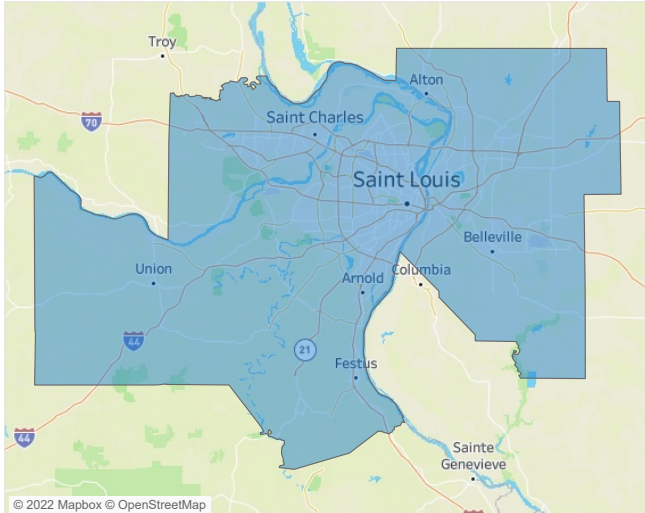 Troy
Alton
70
Saint Charles
Saint Louis
Belleville
Union
Arnold
Columbia
44
21
Festus
44
Sainte
Genevieve
© 2022 Mapbox © OpenStreetMap